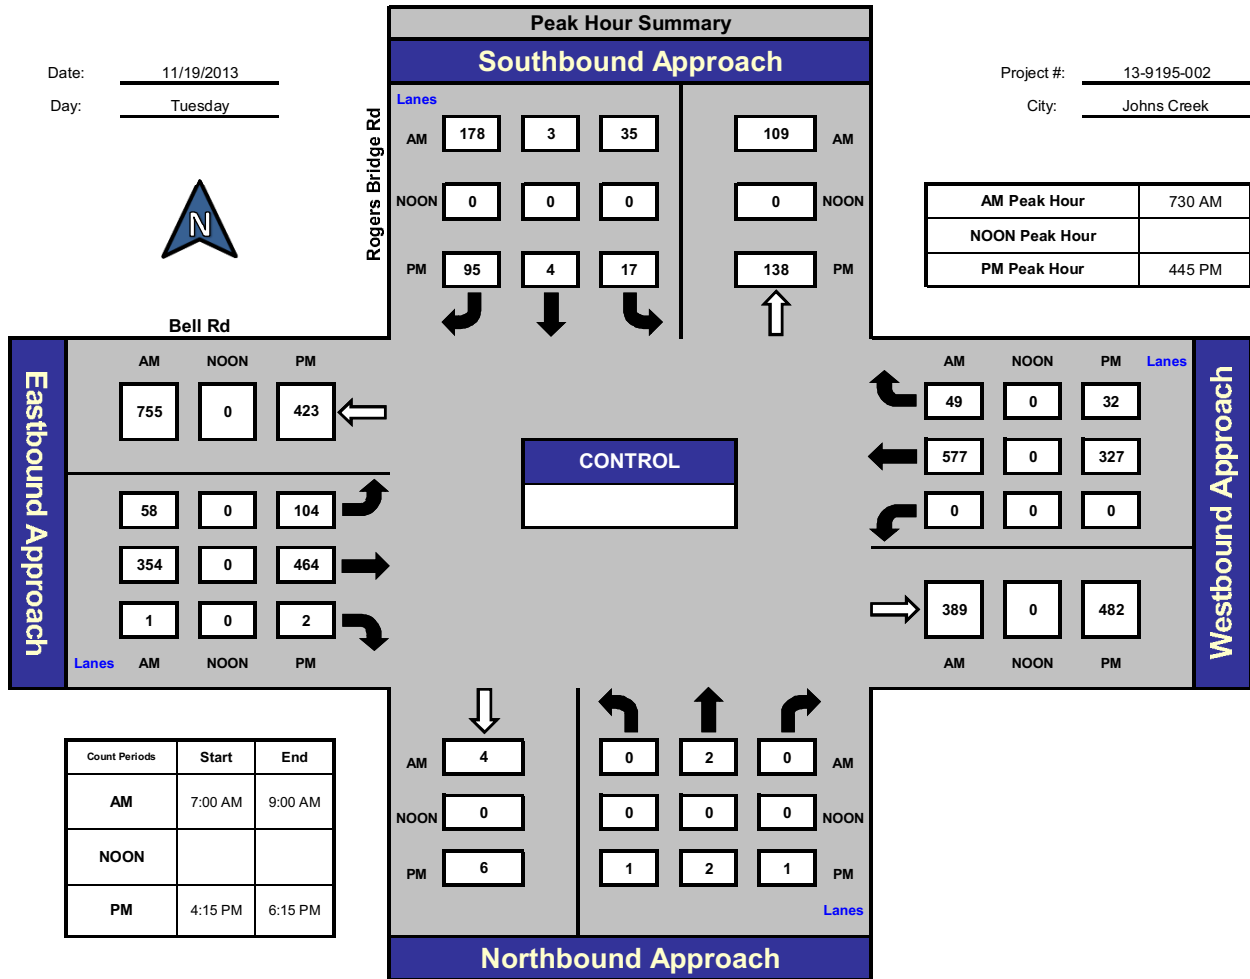 Peak Hour Summary
Southbound Approach
Date: 11/19/2013
Day: Tuesday
Project #: 13-9195-002
City: Johns Creek
N
Rogers Bridge Rd
Lanes
AM 178 3 35 109 AM
NOON 0 0 0 0 NOON
PM 95 4 17 138 PM
AM Peak Hour 730 AM
NOON Peak Hour
PM Peak Hour 445 PM
Bell Rd
Eastbound Approach
AM NOON PM
755 0 423
58 0 104
354 0 464
1 0 2
Lanes AM NOON PM
CONTROL
AM NOON PM Lanes
49 0 32
577 0 327
0 0 0
389 0 482
AM NOON PM
Westbound Approach
Count Periods Start End
AM 7:00 AM 9:00 AM
NOON
PM 4:15 PM 6:15 PM
AM 4 0 2 0 AM
NOON 0 0 0 0 NOON
PM 6 1 2 1 PM
Lanes
Northbound Approach